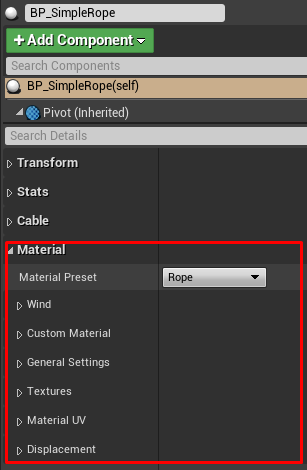 BP_SimpleRope
+ Add Component
Search Components
BP_SimpleRope(self)
Pivot (Inherited)
Search Details
Transform
Stats
Cable
Material
Material Preset Rope
Wind
Custom Material
General Settings
Textures
Material UV
Displacement